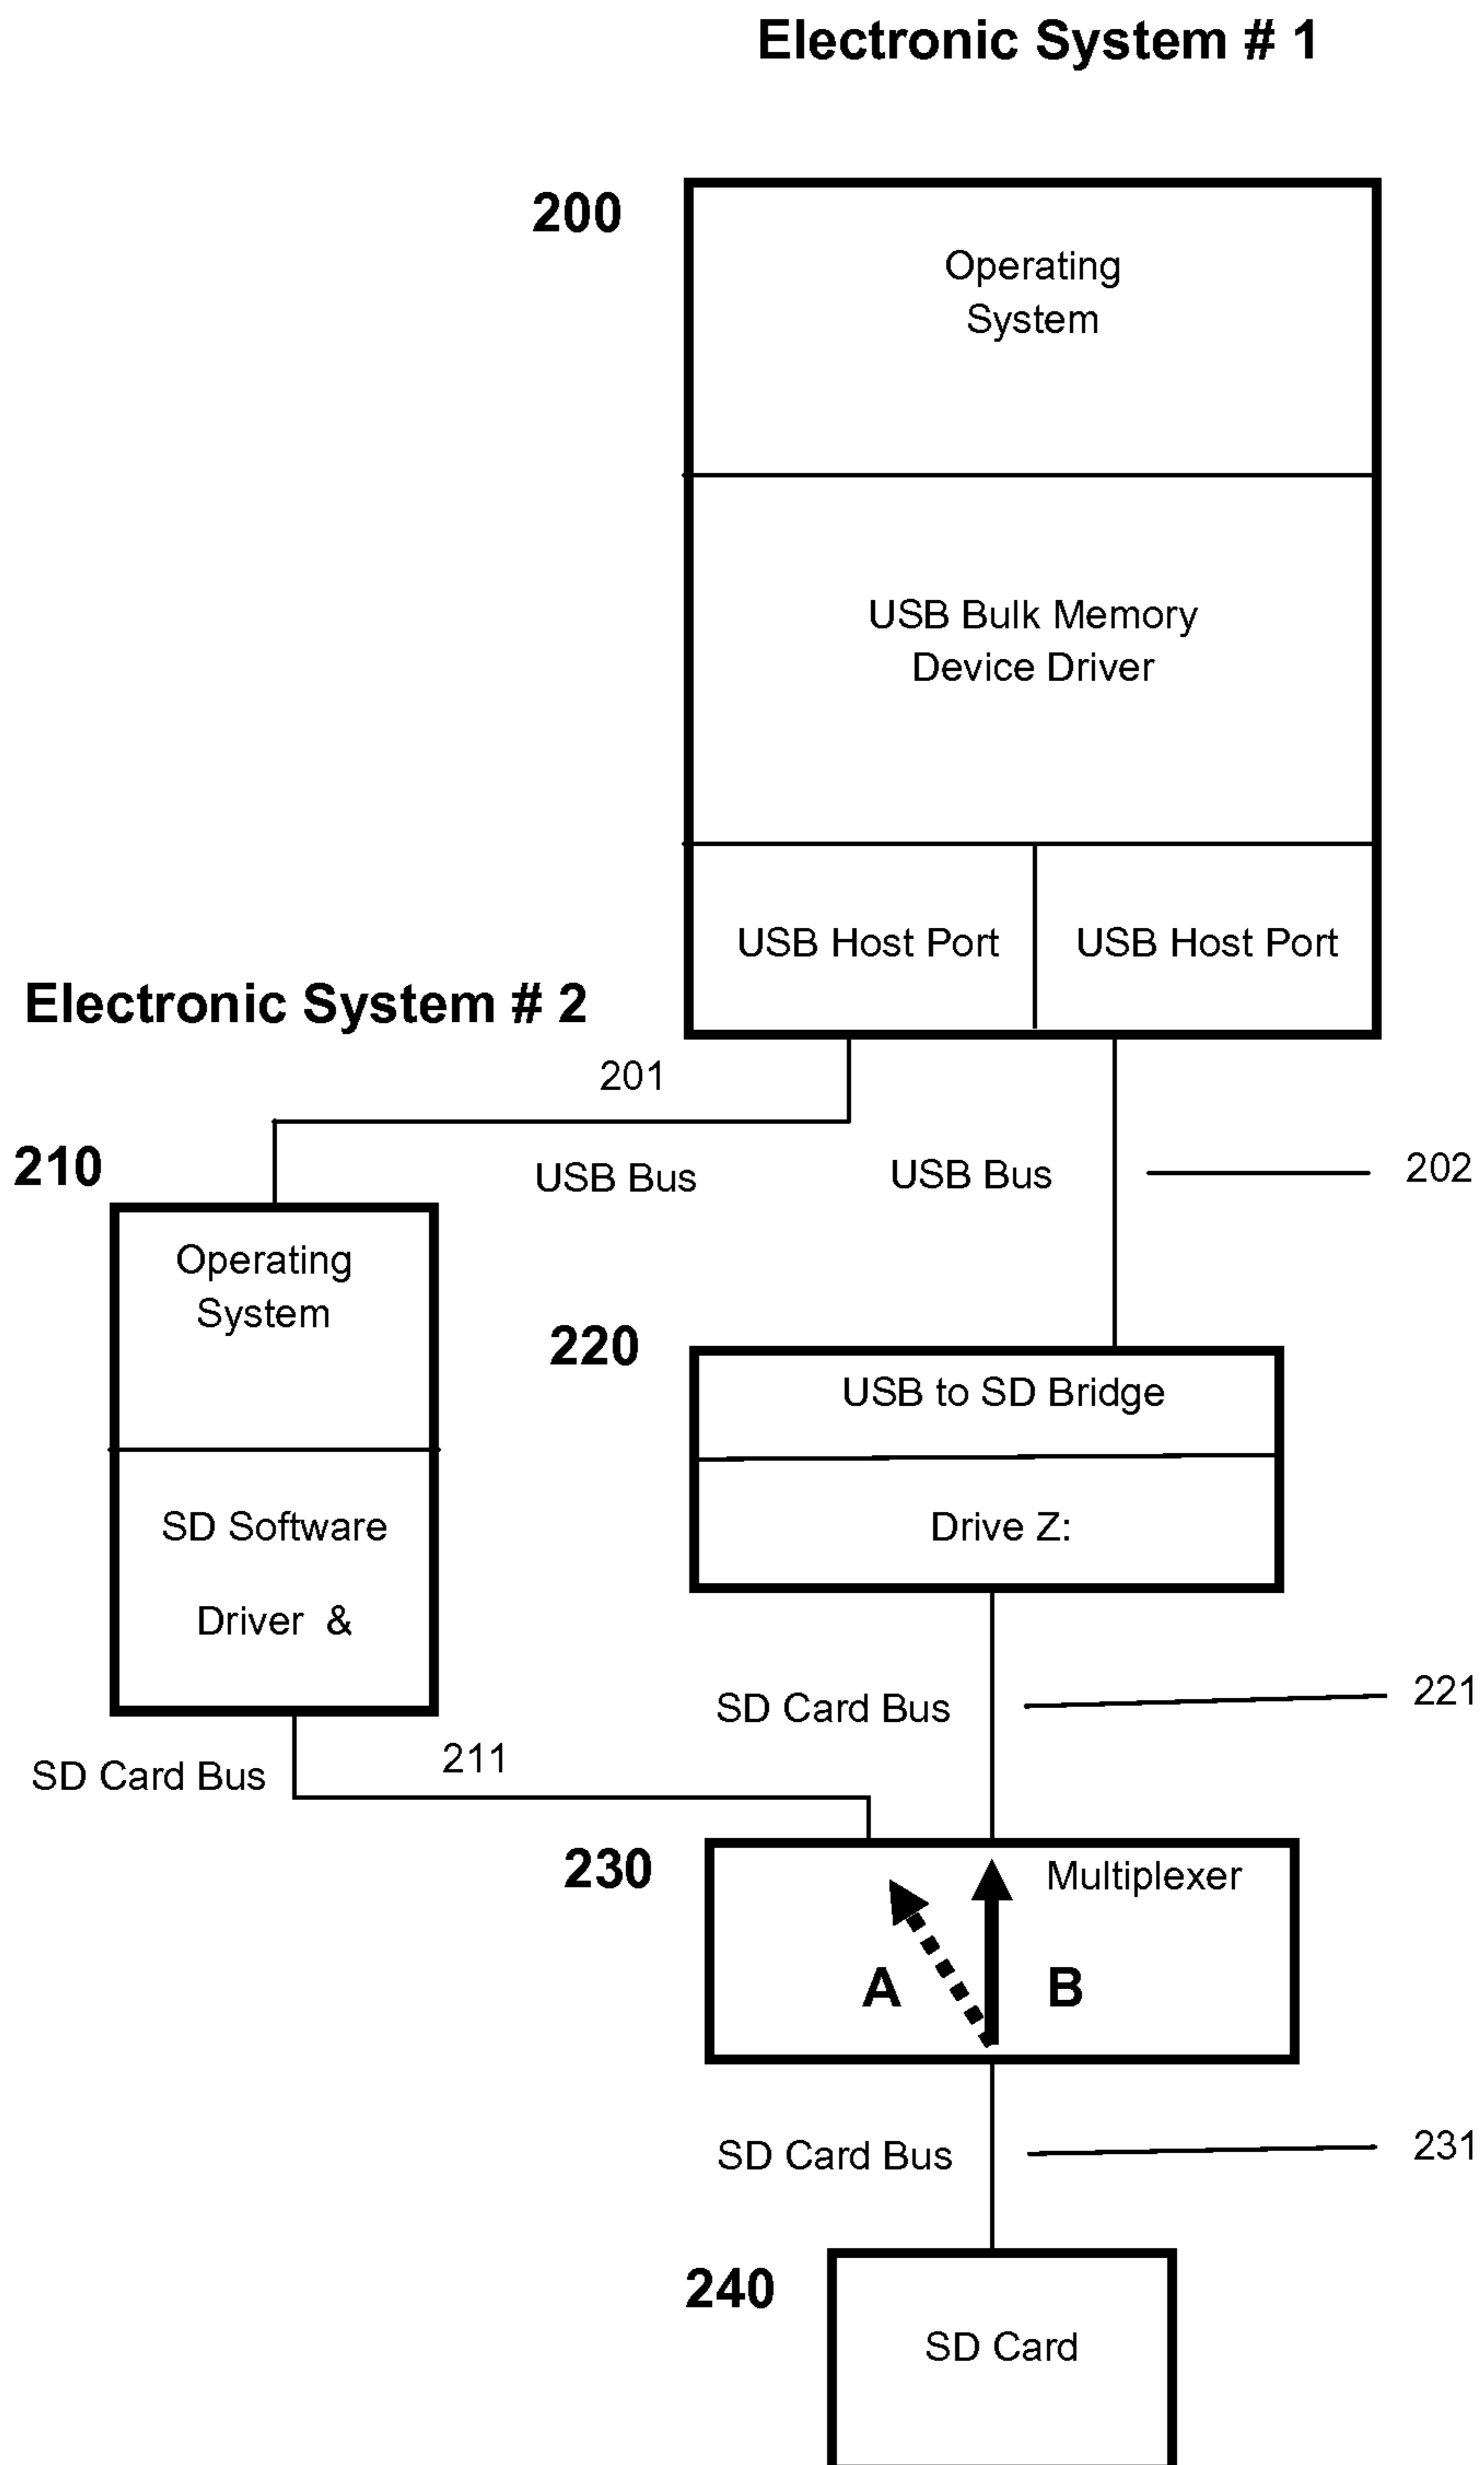 Electronic System # 1
200
Operating
System
USB Bulk Memory
Device Driver
USB Host Port
USB Host Port
Electronic System # 2
201
210
USB Bus
USB Bus
202
Operating
System
220
USB to SD Bridge
SD Software
Drive Z:
Driver &
SD Card Bus
221
SD Card Bus
211
230
Multiplexer
A
B
SD Card Bus
231
240
SD Card